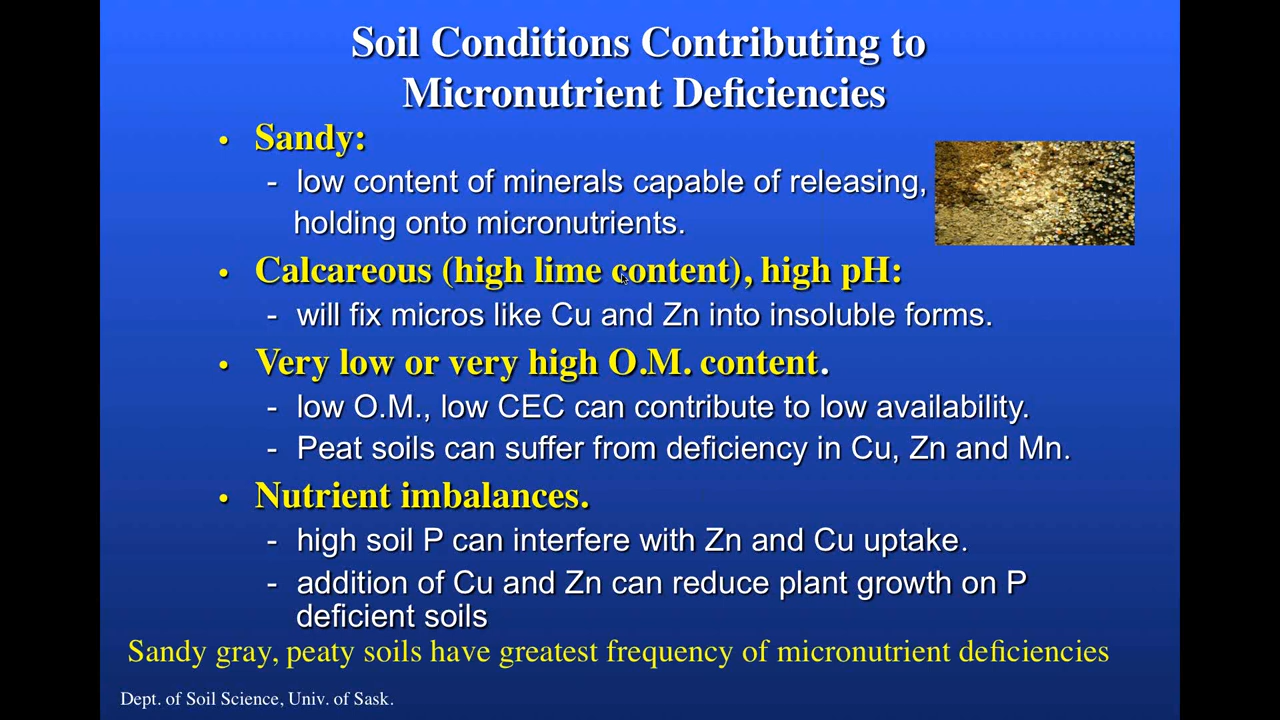 Soil Conditions Contributing to
Micronutrient Deficiencies
• Sandy:
- low content of minerals capable of releasing,
holding onto micronutrients.
• Calcareous (high lime content), high pH:
- will fix micros like Cu and Zn into insoluble forms.
• Very low or very high O.M. content.
- low O.M., low CEC can contribute to low availability.
- Peat soils can suffer from deficiency in Cu, Zn and Mn.
• Nutrient imbalances.
- high soil P can interfere with Zn and Cu uptake.
- addition of Cu and Zn can reduce plant growth on P
deficient soils
Sandy gray, peaty soils have greatest frequency of micronutrient deficiencies
Dept. of Soil Science, Univ. of Sask.